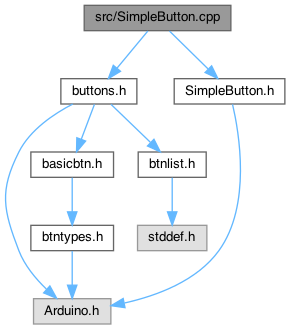 src/SimpleButton.cpp
buttons.h
SimpleButton.h
basicbtn.h
btnlist.h
btntypes.h
stddef.h
Arduino.h